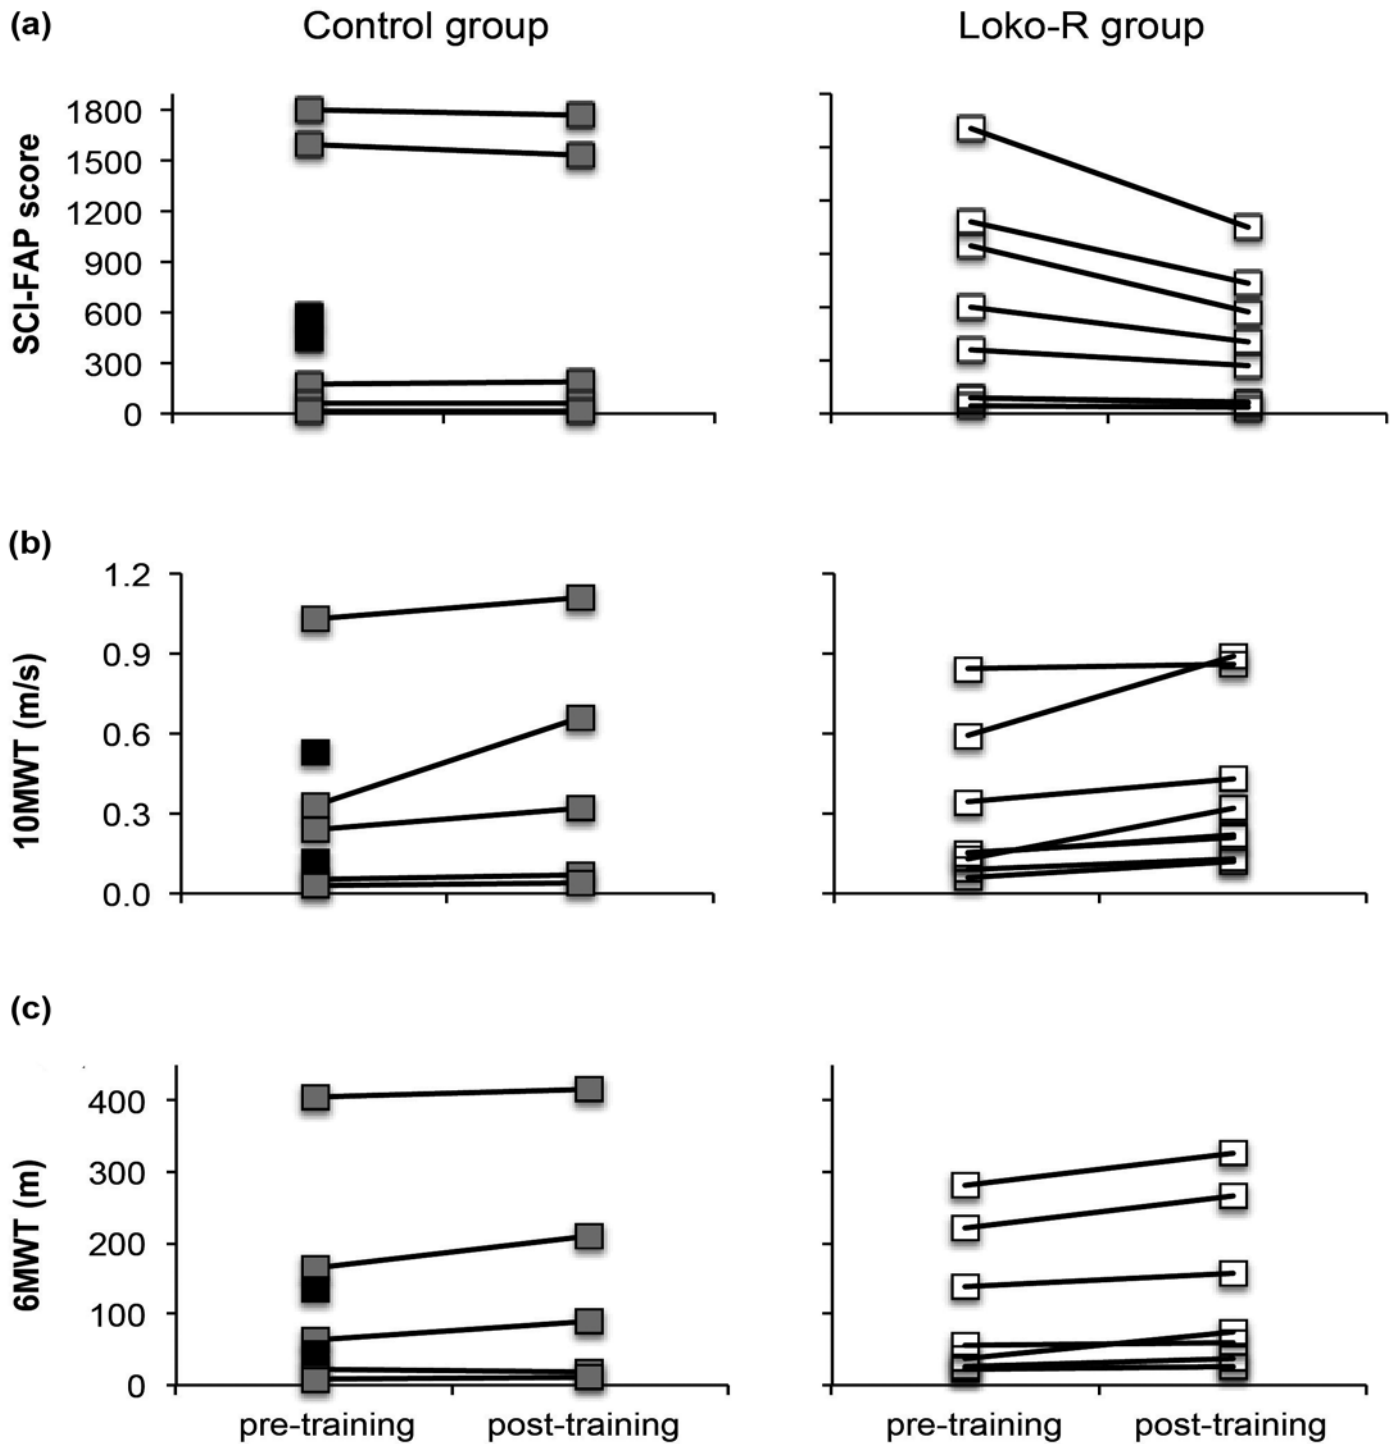 (a)
Control group
Loko-R group
SCI-FAP score
1800
1500
1200
900
600
300
0
(b)
10MWT (m/s)
1.2
0.9
0.6
0.3
0.0
(c)
6MWT (m)
400
300
200
100
0
pre-training
post-training
pre-training
post-training